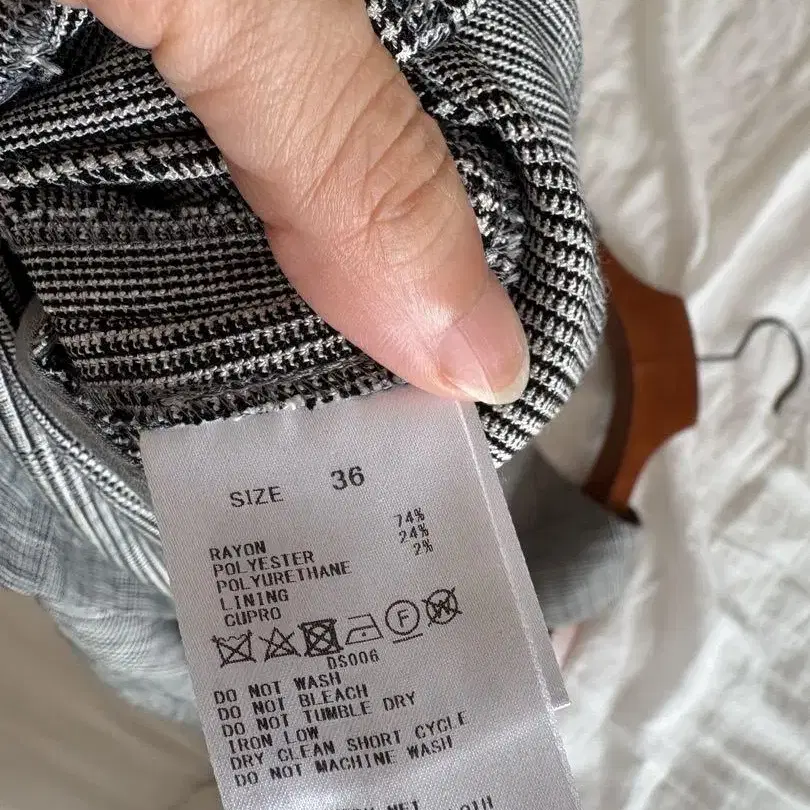 SIZE 36
RAYON 74%
POLYESTER 24%
POLYURETHANE 2%
LINING
CUPRO
F W
DS006
DO NOT WASH
DO NOT BLEACH
DO NOT TUMBLE DRY
IRON LOW
DRY CLEAN SHORT CYCLE
DO NOT MACHINE WASH